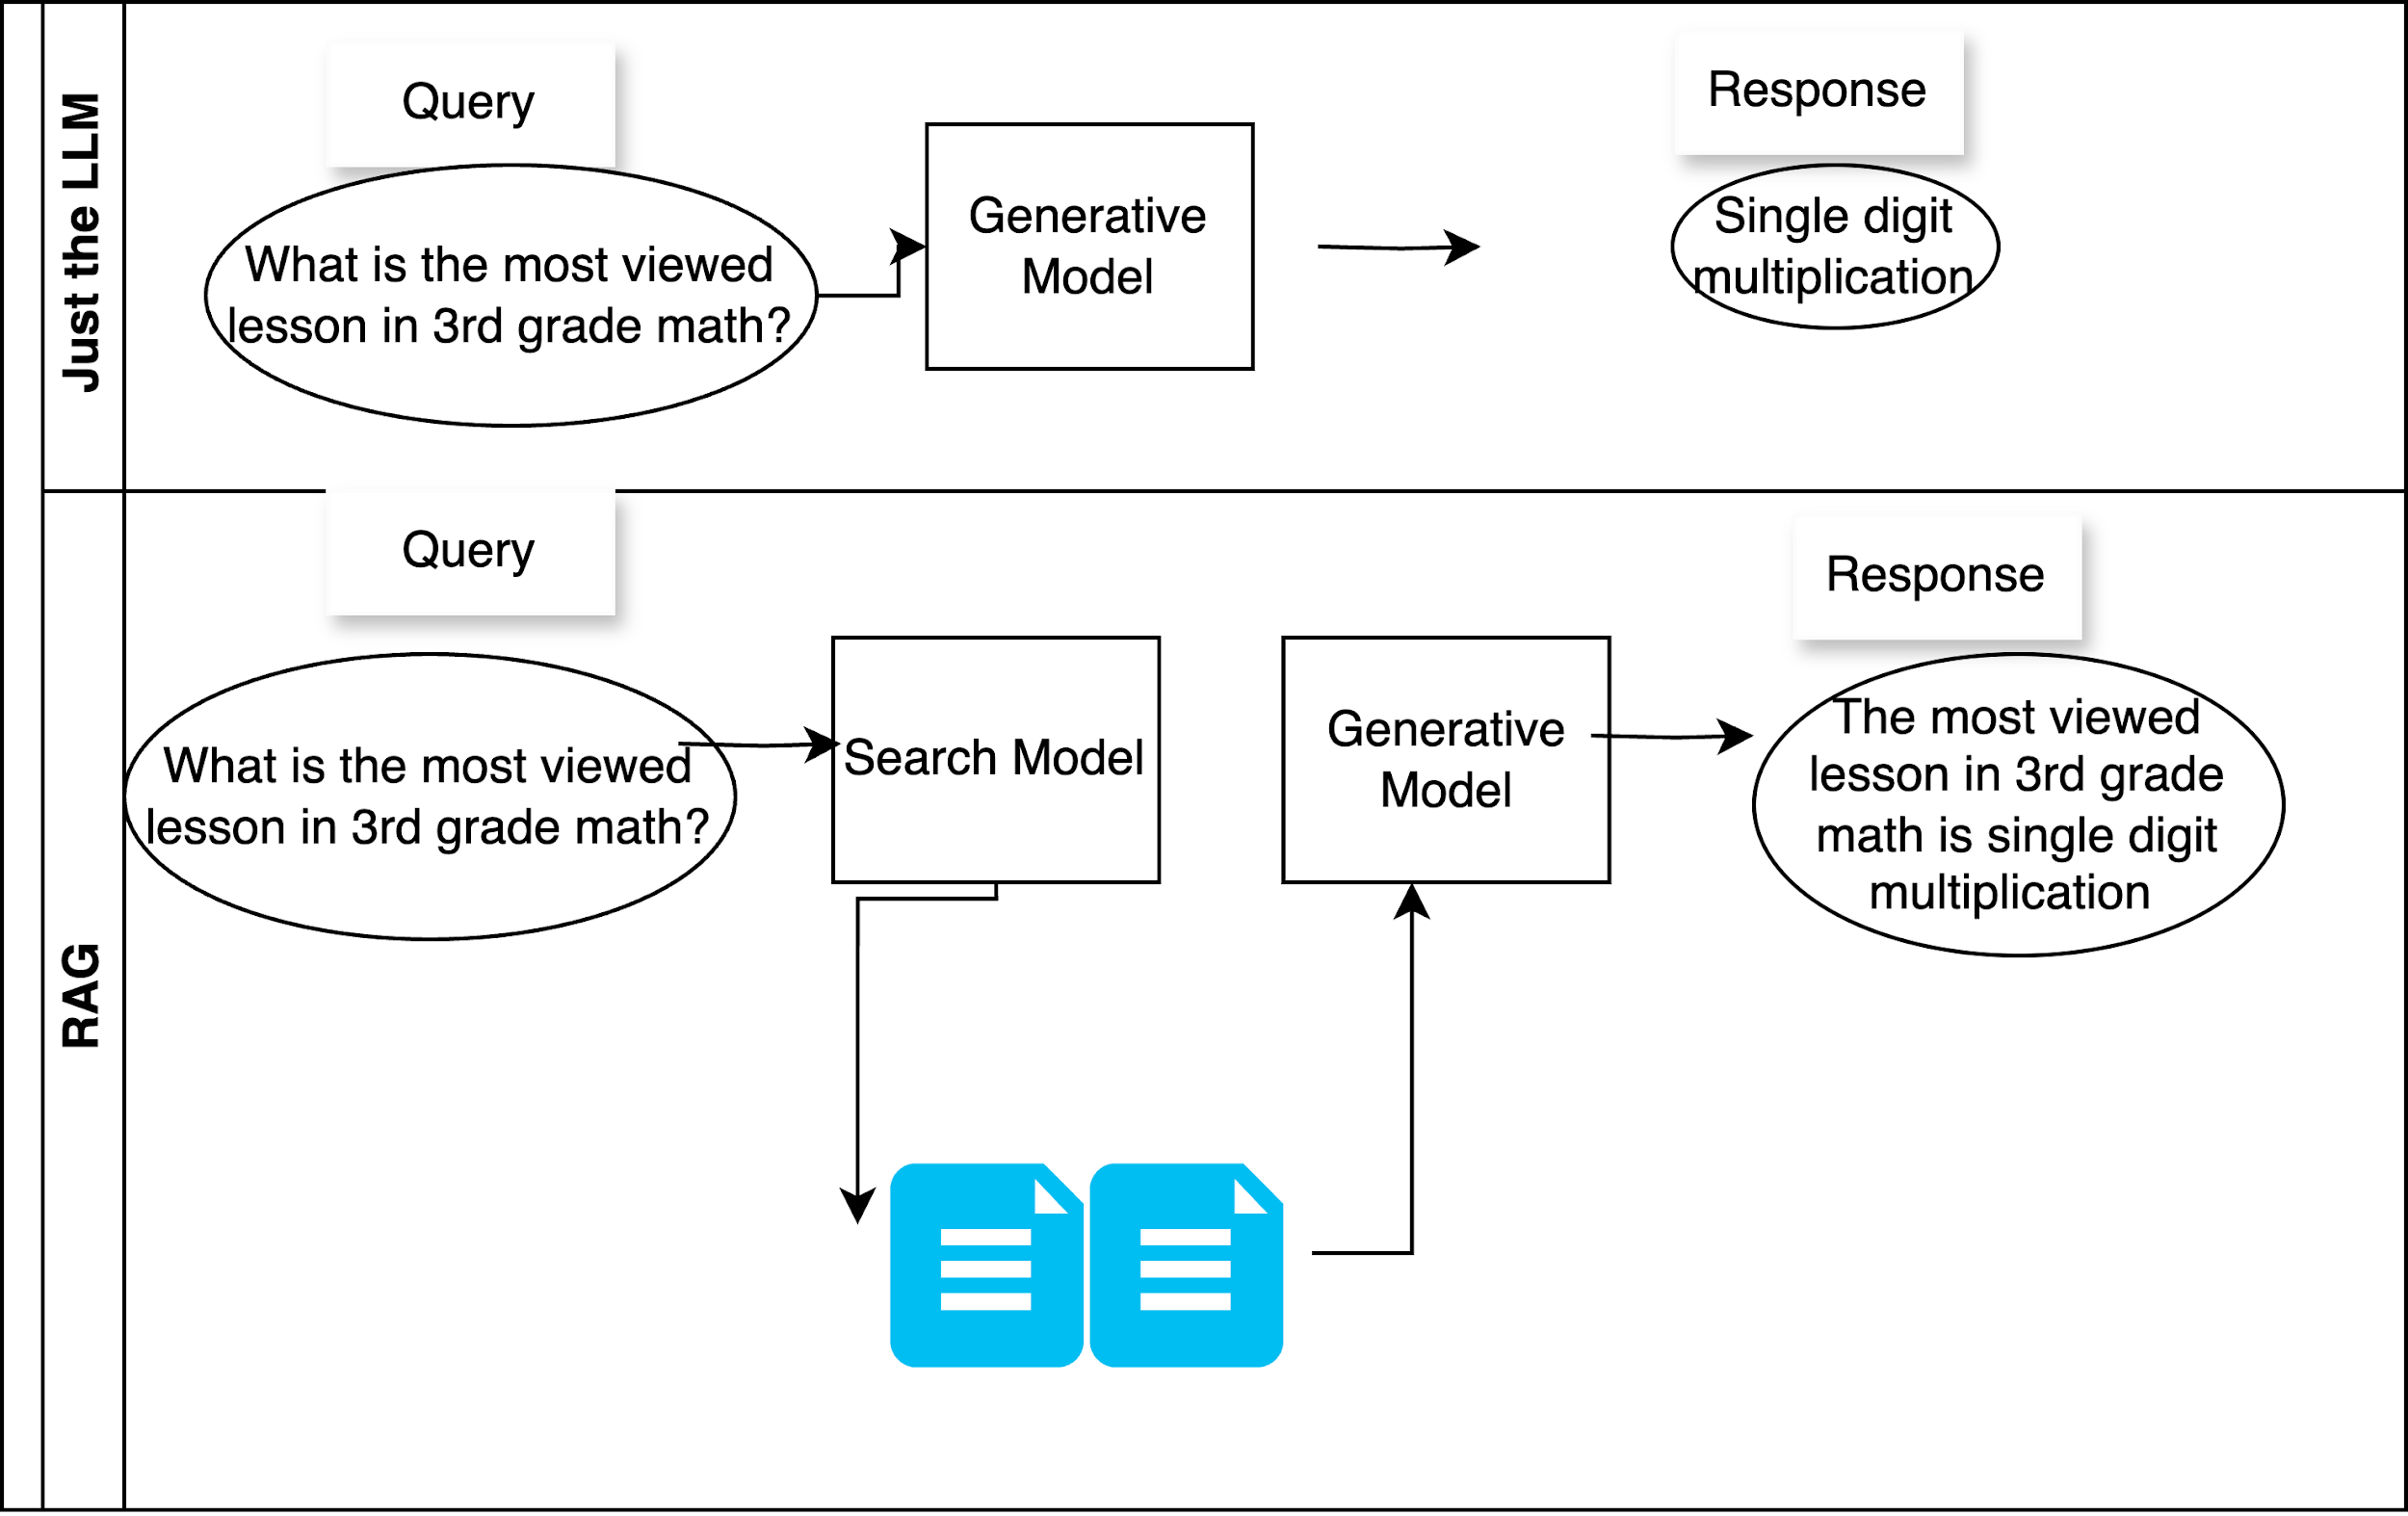 Just the LLM
Query
What is the most viewed
lesson in 3rd grade math?
Generative
Model
Response
Single digit
multiplication
RAG
Query
What is the most viewed
lesson in 3rd grade math?
Search Model
Generative
Model
Response
The most viewed
lesson in 3rd grade
math is single digit
multiplication